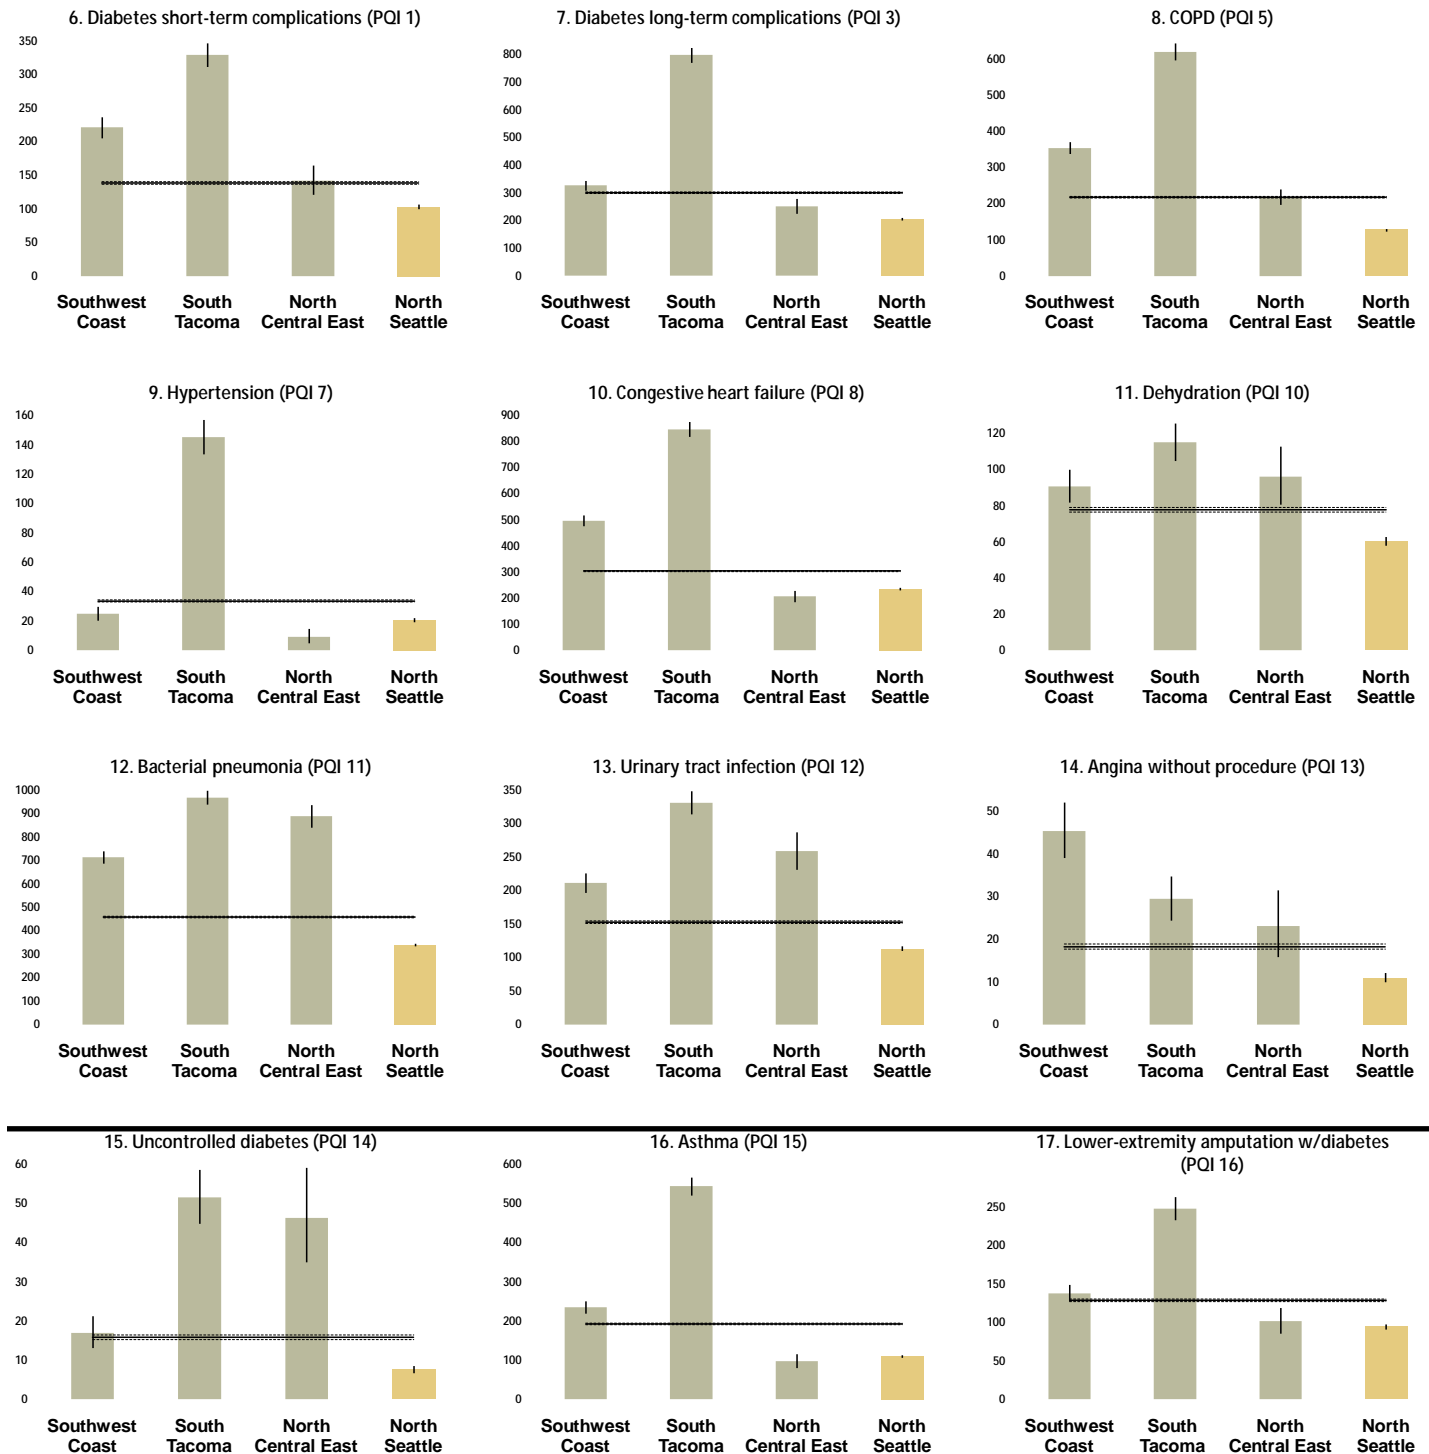 6. Diabetes short-term complications (PQI 1)
350
300
250
200
150
100
50
0
Southwest Coast
South Tacoma
North Central East
North Seattle
7. Diabetes long-term complications (PQI 3)
800
700
600
500
400
300
200
100
0
Southwest Coast
South Tacoma
North Central East
North Seattle
8. COPD (PQI 5)
600
500
400
300
200
100
0
Southwest Coast
South Tacoma
North Central East
North Seattle
9. Hypertension (PQI 7)
160
140
120
100
80
60
40
20
0
Southwest Coast
South Tacoma
North Central East
North Seattle
10. Congestive heart failure (PQI 8)
900
800
700
600
500
400
300
200
100
0
Southwest Coast
South Tacoma
North Central East
North Seattle
11. Dehydration (PQI 10)
120
100
80
60
40
20
0
Southwest Coast
South Tacoma
North Central East
North Seattle
12. Bacterial pneumonia (PQI 11)
1000
900
800
700
600
500
400
300
200
100
0
Southwest Coast
South Tacoma
North Central East
North Seattle
13. Urinary tract infection (PQI 12)
350
300
250
200
150
100
50
0
Southwest Coast
South Tacoma
North Central East
North Seattle
14. Angina without procedure (PQI 13)
50
40
30
20
10
0
Southwest Coast
South Tacoma
North Central East
North Seattle
15. Uncontrolled diabetes (PQI 14)
60
50
40
30
20
10
0
Southwest Coast
South Tacoma
North Central East
North Seattle
16. Asthma (PQI 15)
600
500
400
300
200
100
0
Southwest Coast
South Tacoma
North Central East
North Seattle
17. Lower-extremity amputation w/diabetes
(PQI 16)
250
200
150
100
50
0
Southwest Coast
South Tacoma
North Central East
North Seattle